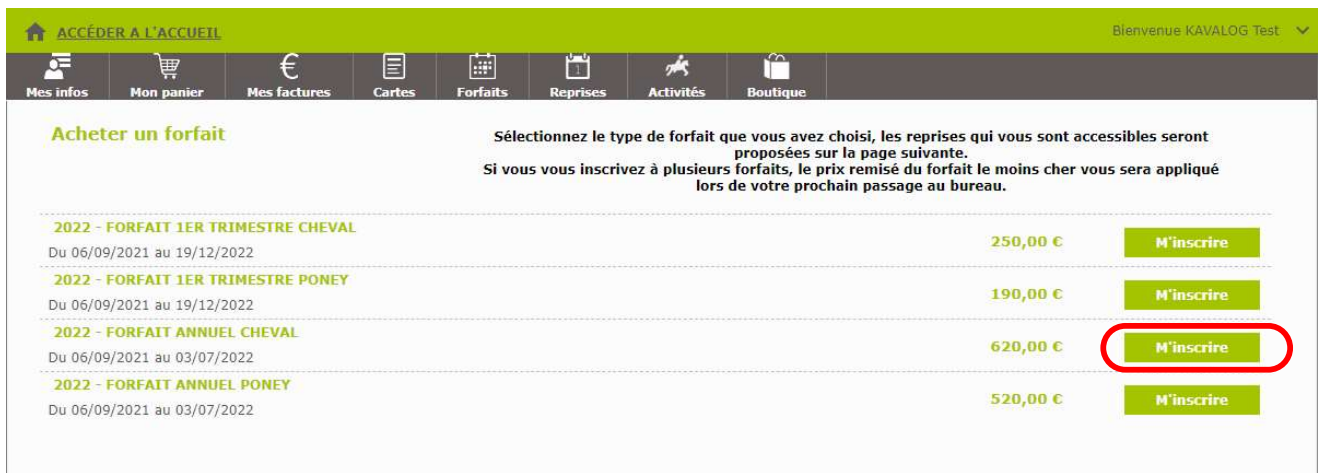 ACCÉDER A L'ACCUEIL
Bienvenue KAVALOG Test
Mes infos
Mon panier
Mes factures
Cartes
Forfaits
1
Reprises
Activités
Boutique
Acheter un forfait
Sélectionnez le type de forfait que vous avez choisi, les reprises qui vous sont accessibles seront
proposées sur la page suivante.
Si vous vous inscrivez à plusieurs forfaits, le prix remisé du forfait le moins cher vous sera appliqué
lors de votre prochain passage au bureau.
2022 - FORFAIT 1ER TRIMESTRE CHEVAL
Du 06/09/2021 au 19/12/2022
250,00 €
M'inscrire
2022 - FORFAIT 1ER TRIMESTRE PONEY
Du 06/09/2021 au 19/12/2022
190,00 €
M'inscrire
2022 - FORFAIT ANNUEL CHEVAL
Du 06/09/2021 au 03/07/2022
620,00 €
M'inscrire
2022 - FORFAIT ANNUEL PONEY
Du 06/09/2021 au 03/07/2022
520,00 €
M'inscrire